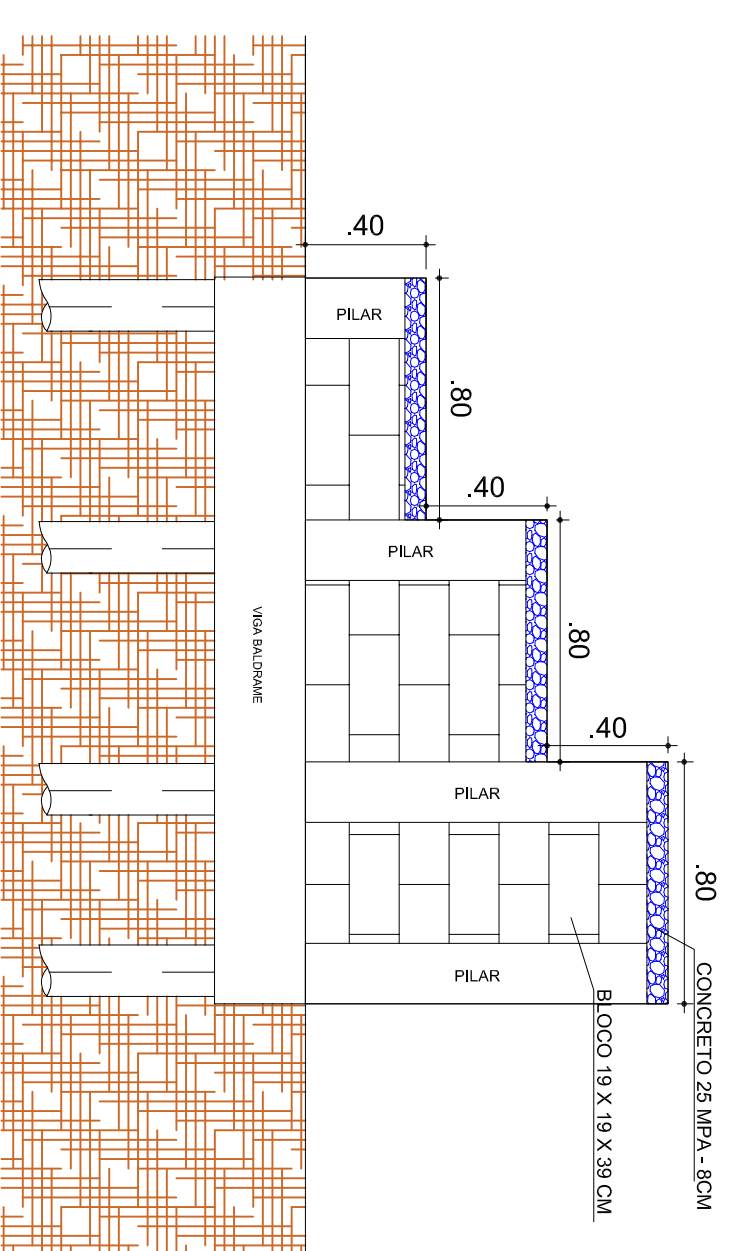 .40
PILAR
.80
.40
PILAR
.80
.40
PILAR
.80
PILAR
VIGA BALDRAME
CONCRETO 25 MPA - 8CM
BLOCO 19 X 19 X 39 CM